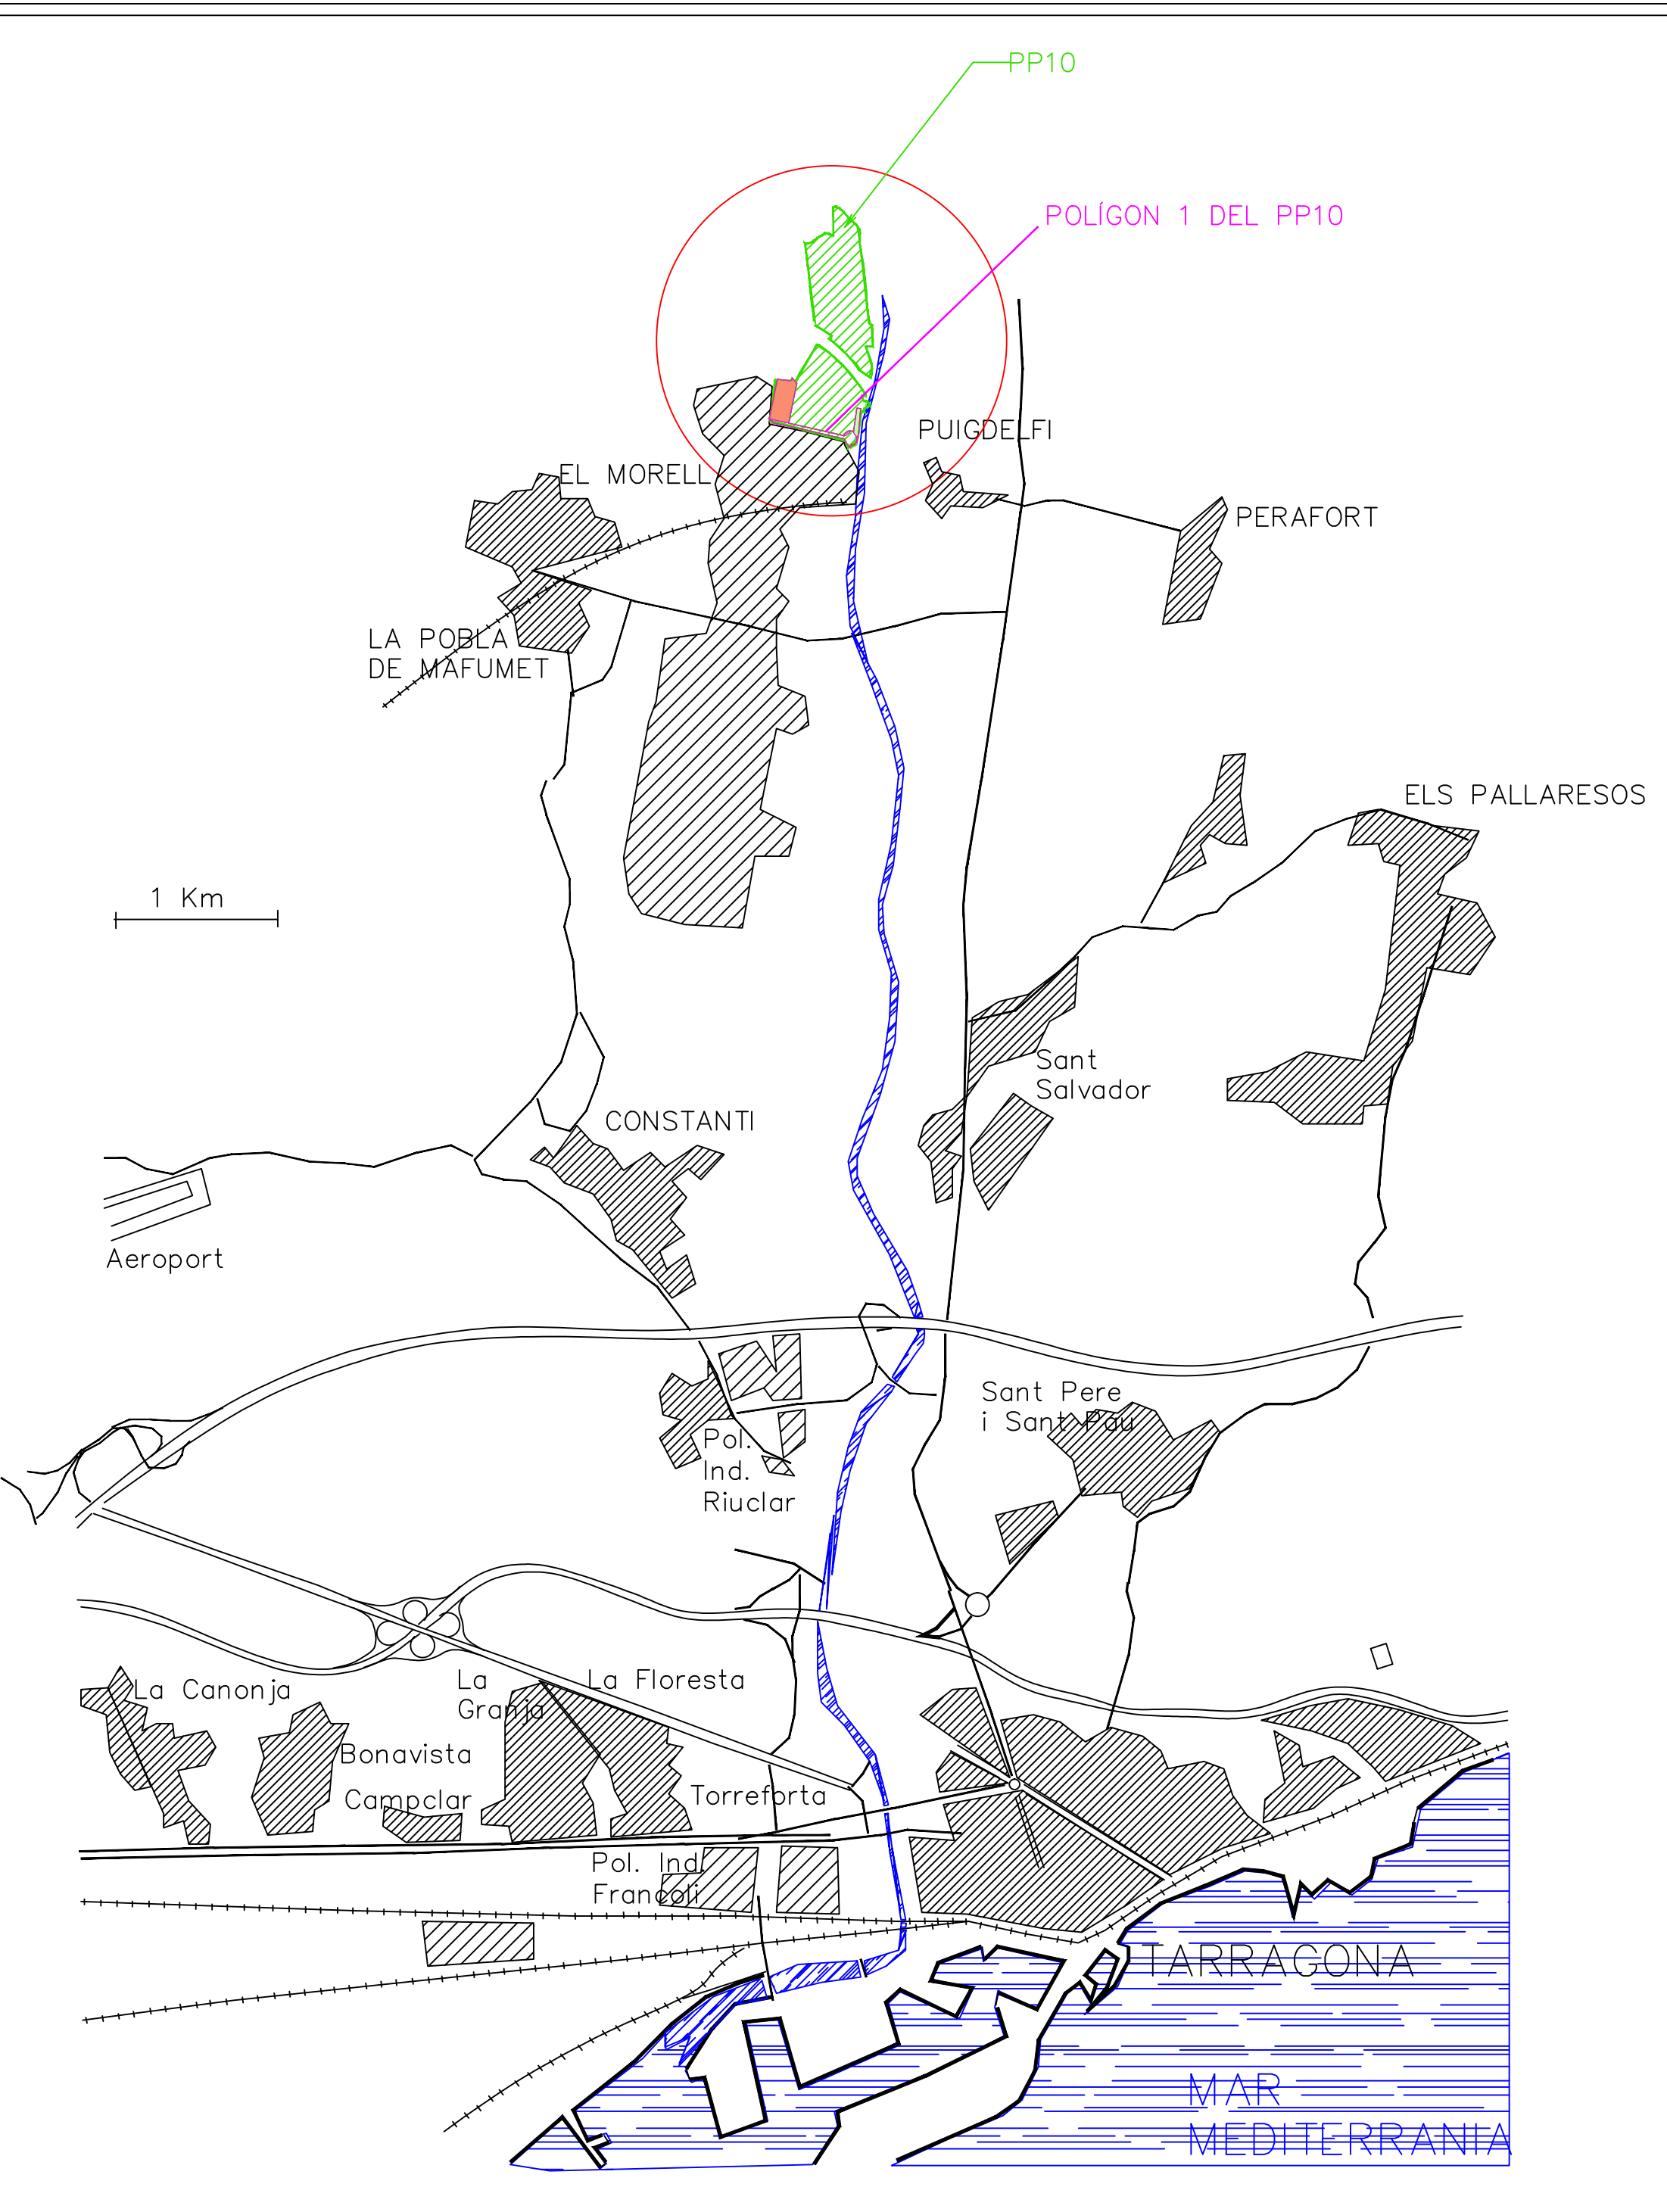 PP10
POLÍGON 1 DEL PP10
PUIGDELFI
EL MORELL
PERAFORT
LA POBLA
DE MAFUMET
ELS PALLARESOS
1 Km
Sant
Salvador
CONSTANTI
Aeroport
Sant Pere
i Sant Pau
Pol.
Ind.
Riuclar
La Canonja
La
Granja
La Floresta
Bonavista
Campclar
Torreforta
Pol. Ind.
Francoli
TARRAGONA
MAR
MEDITERRANIA